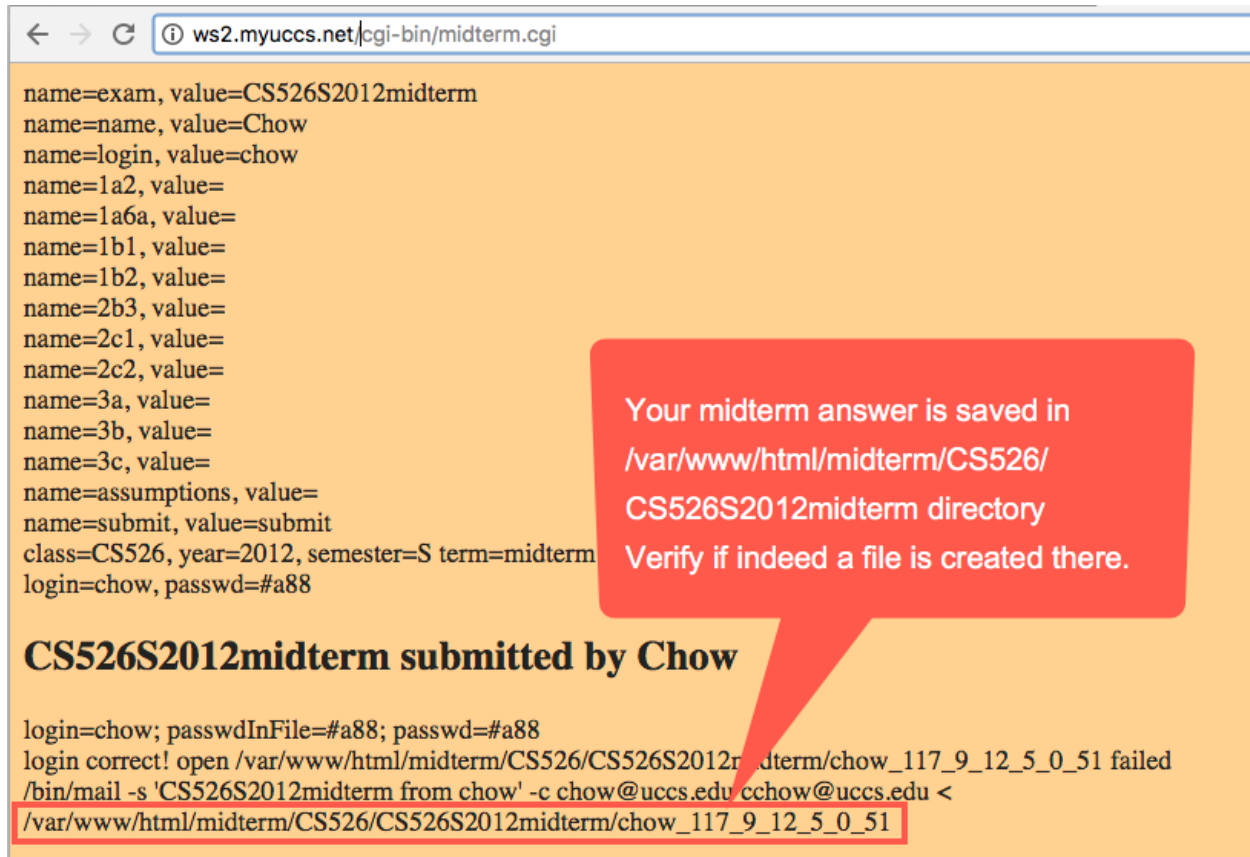 ws2.myuccs.net/cgi-bin/midterm.cgi
name=exam, value=CS526S2012midterm
name=name, value=Chow
name=login, value=chow
name=1a2, value=
name=1a6a, value=
name=1b1, value=
name=1b2, value=
name=2b3, value=
name=2c1, value=
name=2c2, value=
name=3a, value=
name=3b, value=
name=3c, value=
name=assumptions, value=
name=submit, value=submit
class=CS526, year=2012, semester=S term=midterm
login=chow, passwd=#a88
Your midterm answer is saved in
/var/www/html/midterm/CS526/
CS526S2012midterm directory
Verify if indeed a file is created there.
CS526S2012midterm submitted by Chow
login=chow; passwdInFile=#a88; passwd=#a88
login correct! open /var/www/html/midterm/CS526/CS526S2012midterm/chow_117_9_12_5_0_51 failed
/bin/mail -s 'CS526S2012midterm from chow' -c chow@uccs.edu cchow@uccs.edu <
/var/www/html/midterm/CS526/CS526S2012midterm/chow_117_9_12_5_0_51